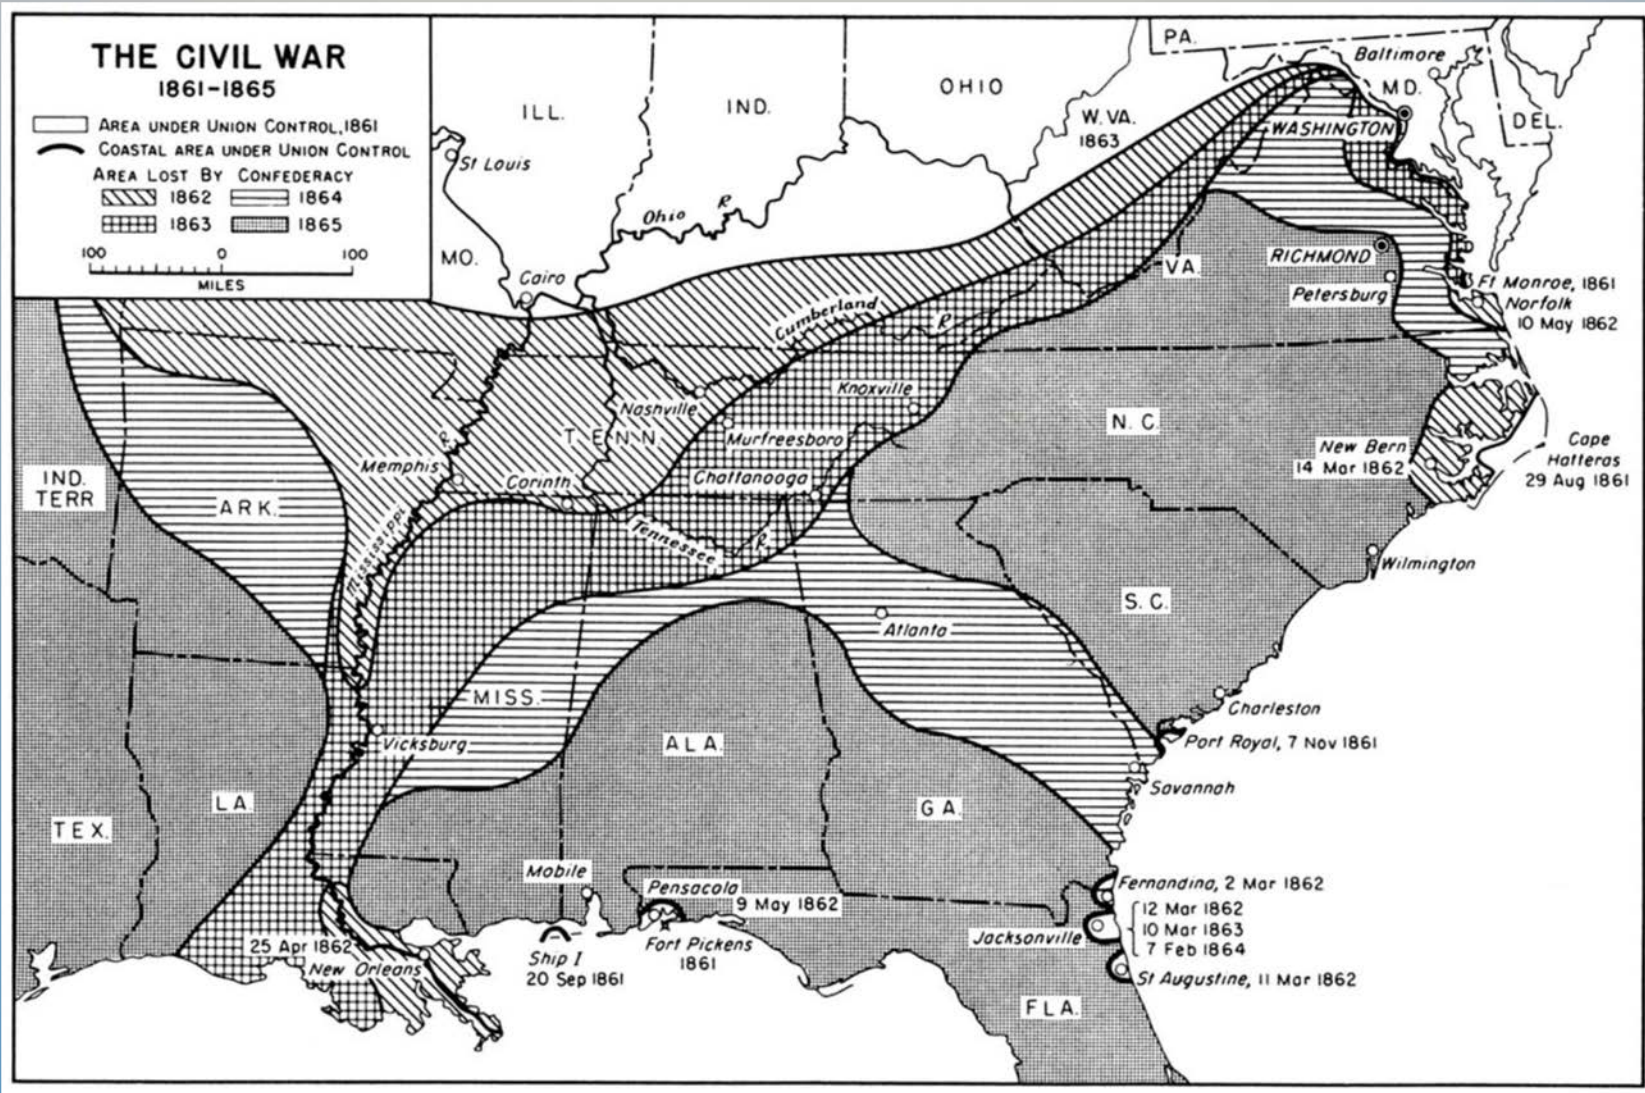 THE CIVIL WAR
1861-1865
AREA UNDER UNION CONTROL, 1861
COASTAL AREA UNDER UNION CONTROL
AREA LOST BY CONFEDERACY
1862 1864
1863 1865
100 0 100
MILES
ILL.
IND.
OHIO
PA.
Baltimore
MD.
DEL.
W. VA.
1863
WASHINGTON
St Louis
Ohio R
MO.
Cairo
VA.
RICHMOND
Petersburg
Ft Monroe, 1861
Norfolk
10 May 1862
Cumberland R
Knoxville
Nashville
TENN.
Murfreesboro
N.C.
New Bern
14 Mar 1862
Cape
Hatteras
29 Aug 1861
IND.
TERR
ARK.
Memphis
Corinth
Chattanooga
Mississippi R
Tennessee R
Wilmington
S.C.
Atlanta
MISS.
Charleston
Port Royal, 7 Nov 1861
Vicksburg
ALA.
Savannah
TEX.
LA.
GA.
Mobile
Pensacola
9 May 1862
Fernandina, 2 Mar 1862
12 Mar 1862
Jacksonville 10 Mar 1863
7 Feb 1864
St Augustine, 11 Mar 1862
25 Apr 1862
New Orleans
Ship I
20 Sep 1861
Fort Pickens
1861
FLA.